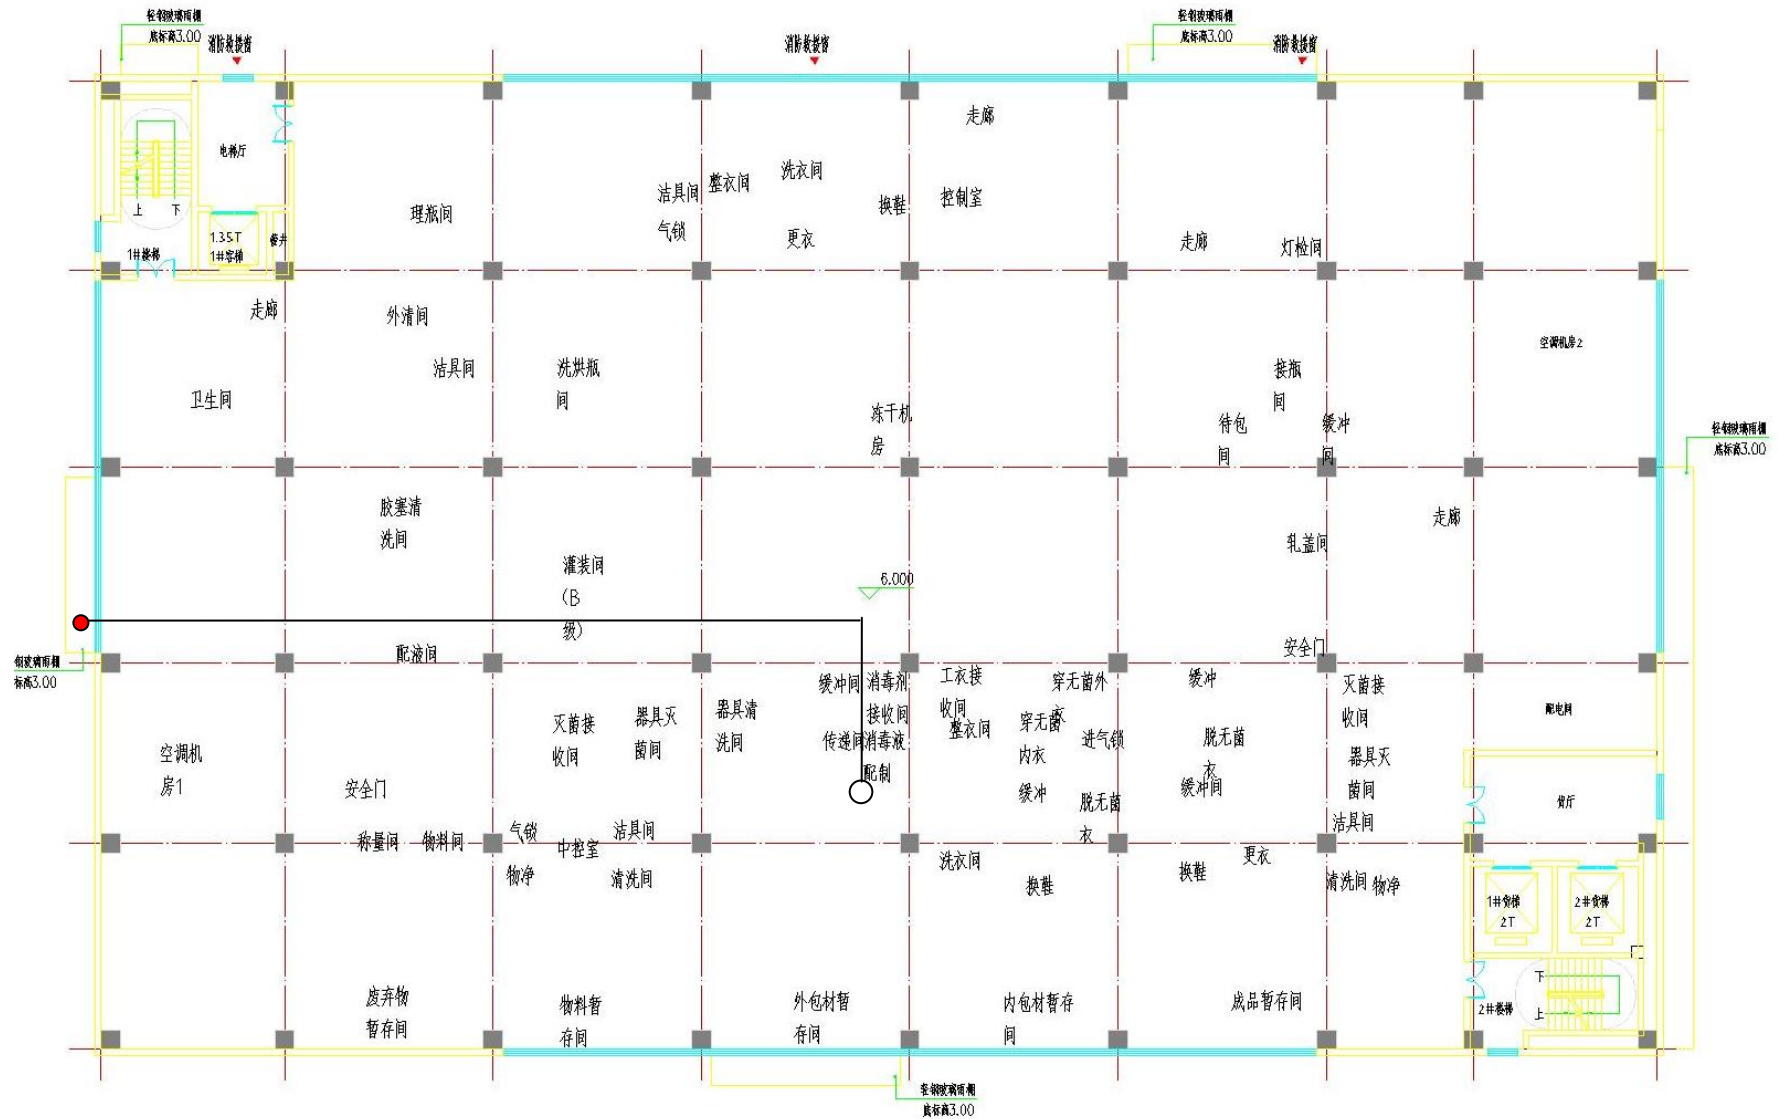 轻钢玻璃雨棚
底标高3.00
消防救援窗
消防救援窗
轻钢玻璃雨棚
底标高3.00
消防救援窗
走廊
电梯厅
洁具间
整衣间
洗衣间
换鞋
控制室
上
下
理瓶间
气锁
更衣
走廊
灯检间
1.35T
1#客梯
管井
1#楼梯
走廊
外清间
洁具间
洗烘瓶
间
卫生间
冻干机
房
接瓶
间
待包
间
缓冲
间
空调机房2
轻钢玻璃雨棚
底标高3.00
胶塞清
洗间
灌装间
(B
级)
6.000
走廊
乳盖间
配液间
安全门
钢玻璃雨棚
标高3.00
缓冲间
消毒剂
接收间
工衣接
收间
穿无菌外
衣
缓冲
灭菌接
收间
配电间
灭菌接
收间
器具灭
菌间
器具清
洗间
传递间
消毒液
配制
整衣间
穿无菌
内衣
进气锁
脱无菌
衣
器具灭
菌间
空调机
房1
安全门
缓冲
脱无菌
衣
缓冲间
货厅
洁具间
称量间
物料间
气锁
中控室
洁具间
物净
清洗间
洗衣间
换鞋
换鞋
更衣
清洗间
物净
1#货梯
2T
2#货梯
2T
废弃物
暂存间
物料暂
存间
外包材暂
存间
内包材暂存
间
成品暂存间
下
2#楼梯
上
轻钢玻璃雨棚
底标高3.00